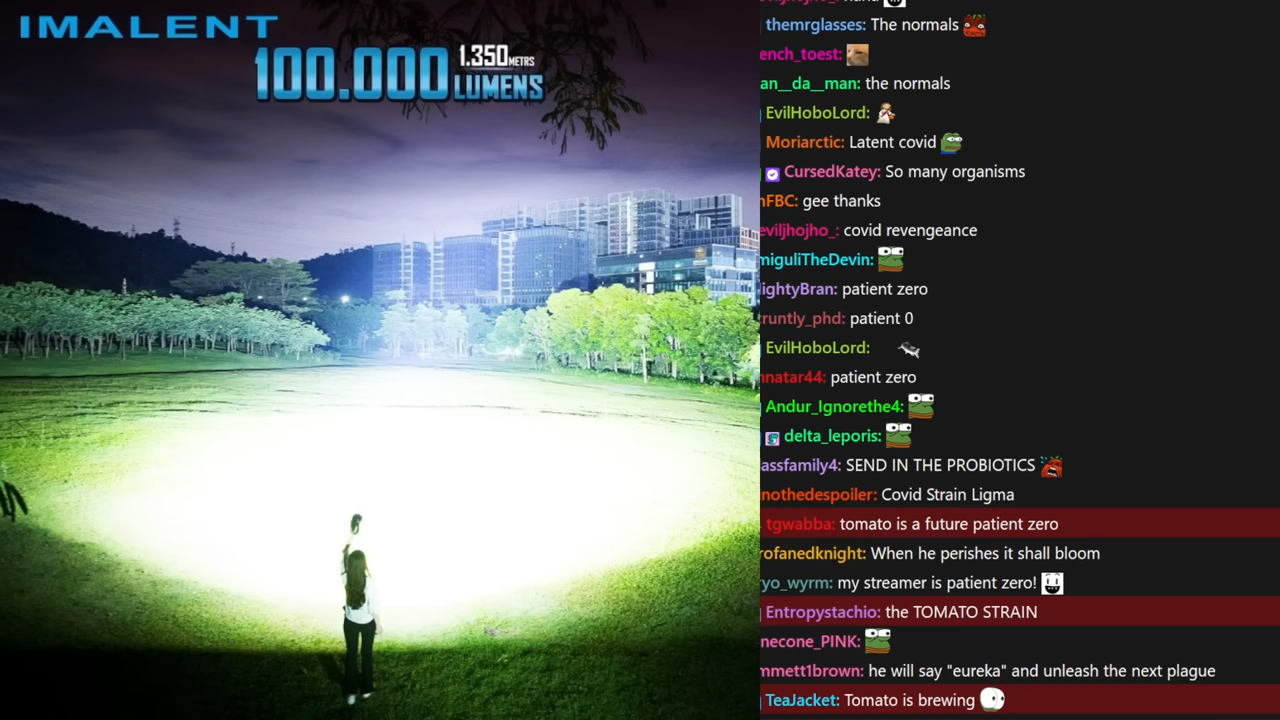 IMALENT
100.000 1.350 METRS
LUMENS
themrglasses: The normals
ench_toest:
an__da__man: the normals
EvilHoboLord:
Moriarctic: Latent covid
CursedKatey: So many organisms
nFBC: gee thanks
eviljhojho_: covid revengeance
miguliTheDevin:
ightyBran: patient zero
runtly_phd: patient 0
EvilHoboLord:
nnatar44: patient zero
Andur_Ignorethe4:
delta_leporis:
assfamily4: SEND IN THE PROBIOTICS
nothedespoiler: Covid Strain Ligma
tgwabba: tomato is a future patient zero
rofanedknight: When he perishes it shall bloom
yo_wyrm: my streamer is patient zero!
Entropystachio: the TOMATO STRAIN
necone_PINK:
mmett1brown: he will say "eureka" and unleash the next plague
TeaJacket: Tomato is brewing